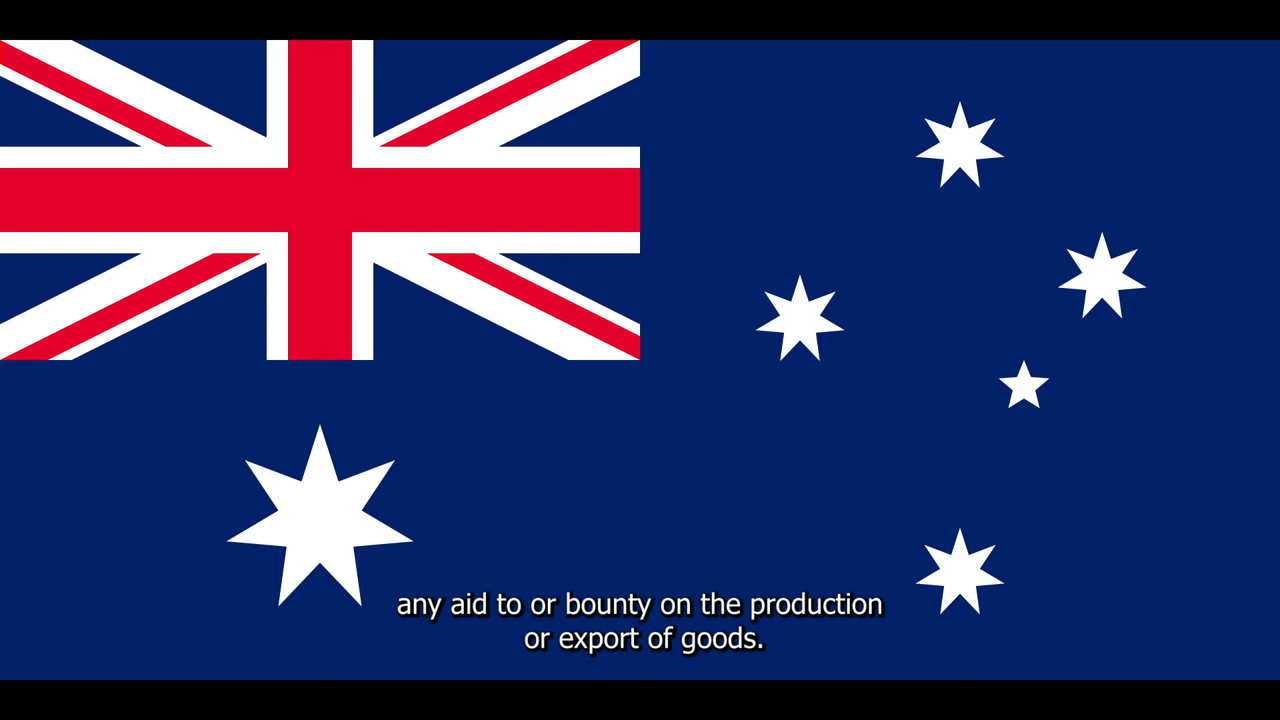 any aid to or bounty on the production
or export of goods.